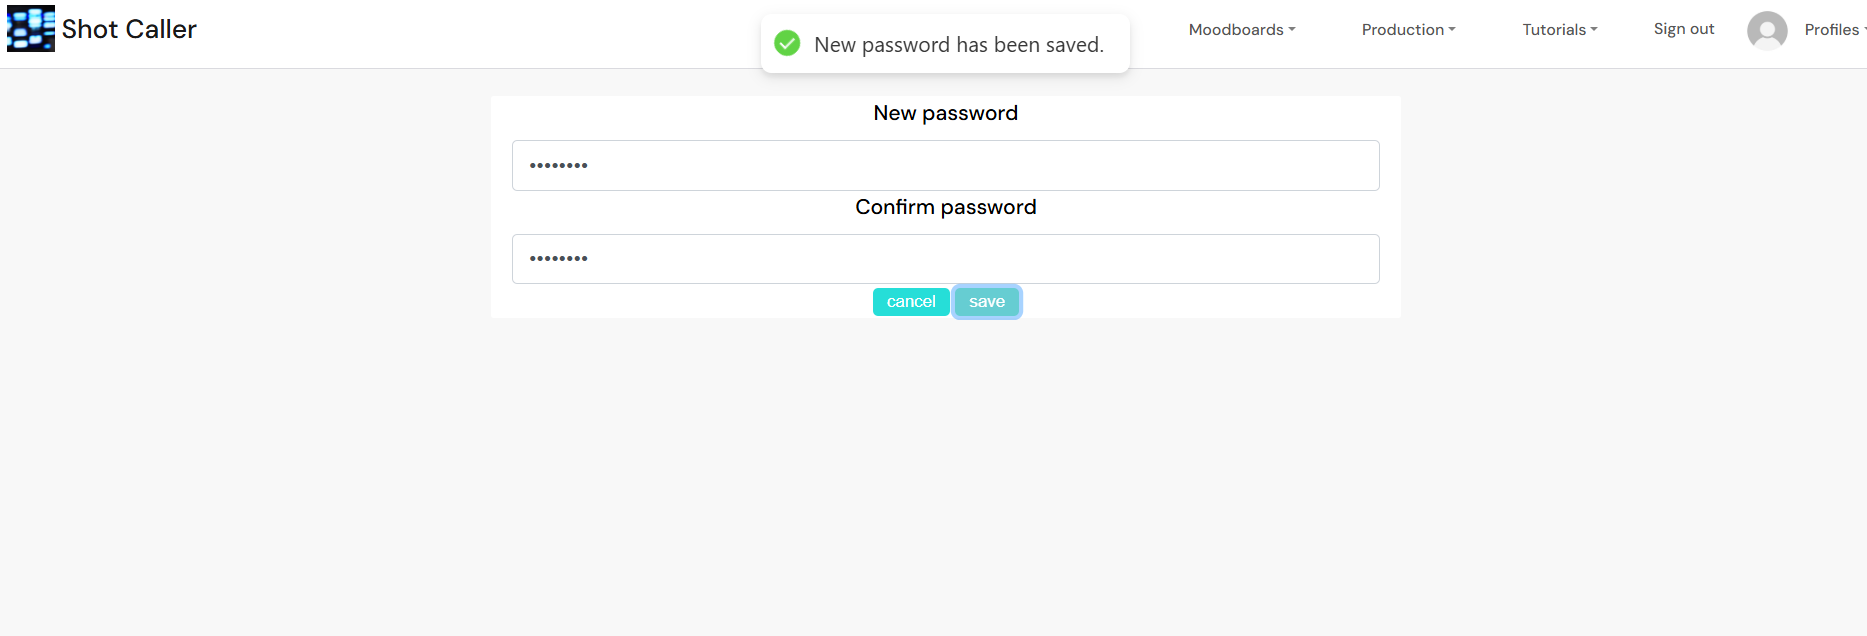 Shot Caller
New password has been saved.
Moodboards
Production
Tutorials
Sign out
Profiles
New password
••••••••
Confirm password
••••••••
cancel
save